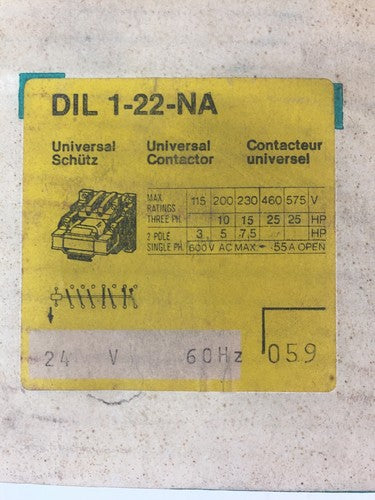 DIL 1-22-NA
Universal Schütz
Universal Contactor
Contacteur universel
MAX RATINGS 115 200 230 460 575 V
THREE PH. 10 15 25 25 HP
2 POLE 3 5 7,5 HP
SINGLE PH. 600 V AC MAX. - 55 A OPEN
24 V 60Hz 059